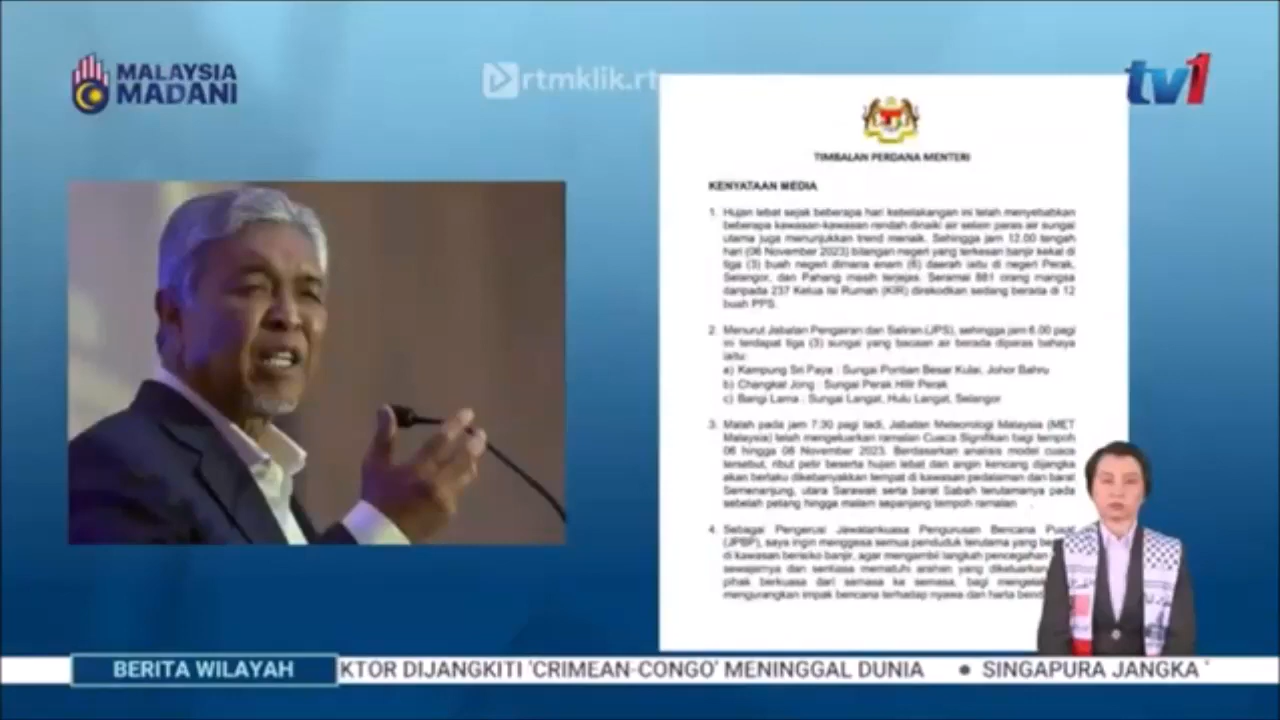 MALAYSIA
MADANI
rtmklik.rt
tv1
TIMBALAN PERDANA MENTERI
KENYATAAN MEDIA
1. Hujan lebat sejak beberapa hari kebelakangan ini telah menyebabkan
beberapa kawasan-kawasan rendah dinaiki air selain paras air sungai
utama juga menunjukkan trend menaik. Sehingga jam 12.00 tengah
hari (06 November 2023) bilangan negeri yang terkesan banjir kekal di
tiga (3) buah negeri dimana enam (6) daerah iaitu di negeri Perak,
Selangor, dan Pahang masih terjejas. Seramai 881 orang mangsa
daripada 237 Ketua Isi Rumah (KIR) direkodkan sedang berada di 12
buah PPS.
2. Menurut Jabatan Pengairan dan Saliran (JPS), sehingga jam 6.00 pagi
ini terdapat tiga (3) sungai yang bacaan air berada diparas bahaya
iaitu:
a) Kampung Sri Paya : Sungai Pontian Besar Kulai, Johor Bahru
b) Changkat Jong : Sungai Perak Hilir Perak
c) Bangi Lama : Sungai Langat, Hulu Langat, Selangor
3. Malah pada jam 7:30 pagi tadi, Jabatan Meteorologi Malaysia (MET
Malaysia) telah mengeluarkan ramalan Cuaca Signifikan bagi tempoh
06 hingga 08 November 2023. Berdasarkan analisis model cuaca
tersebut, ribut petir beserta hujan lebat dan angin kencang dijangka
akan berlaku dikebanyakkan tempat di kawasan pedalaman dan barat
Semenanjung, utara Sarawak serta barat Sabah terutamanya pada
sebelah petang hingga malam sepanjang tempoh ramalan.
4. Sebagai Pengerusi Jawatankuasa Pengurusan Bencana Pusat
(JPBP), saya ingin menggesa semua penduduk terutama yang be
di kawasan berisiko banjir, agar mengambil langkah pencegahan
sewajarnya dan sentiasa mematuhi arahan yang dikeluarkan
pihak berkuasa dari semasa ke semasa, bagi mengela
mengurangkan impak bencana terhadap nyawa dan harta bend
BERITA WILAYAH
KTOR DIJANGKITI 'CRIMEAN-CONGO' MENINGGAL DUNIA • SINGAPURA JANGKA